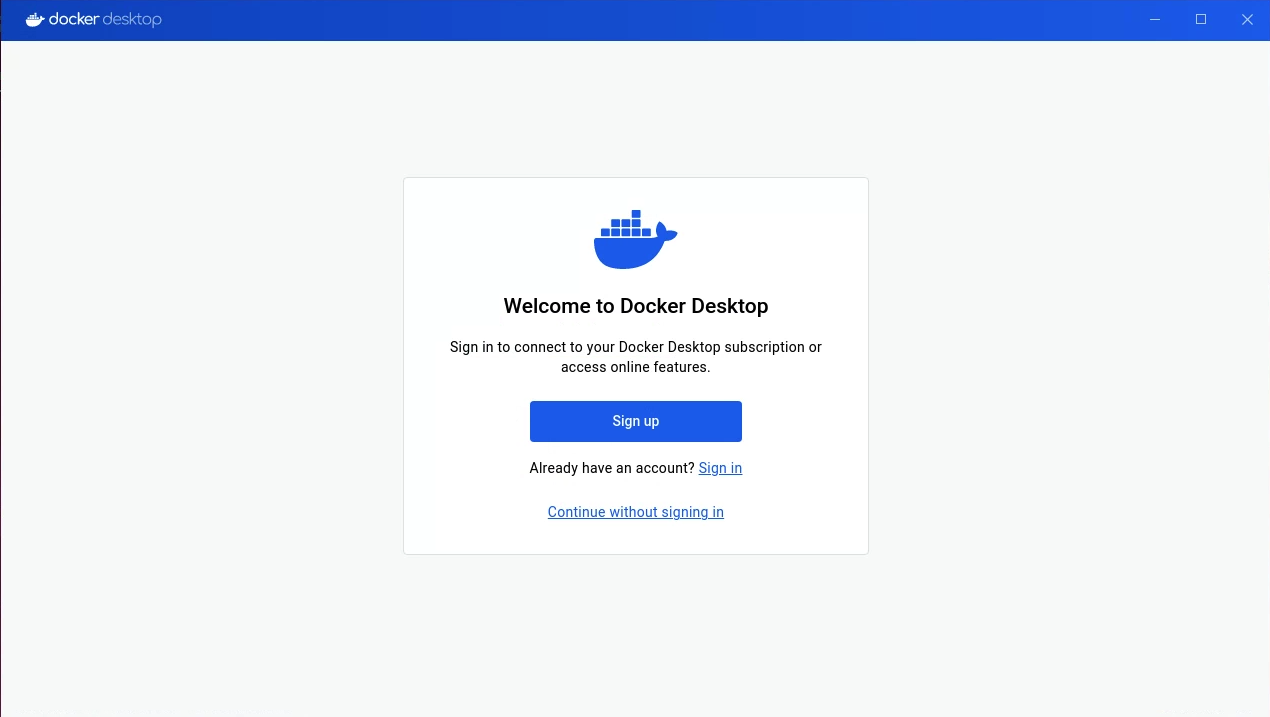 docker desktop
Welcome to Docker Desktop
Sign in to connect to your Docker Desktop subscription or
access online features.
Sign up
Already have an account? Sign in
Continue without signing in